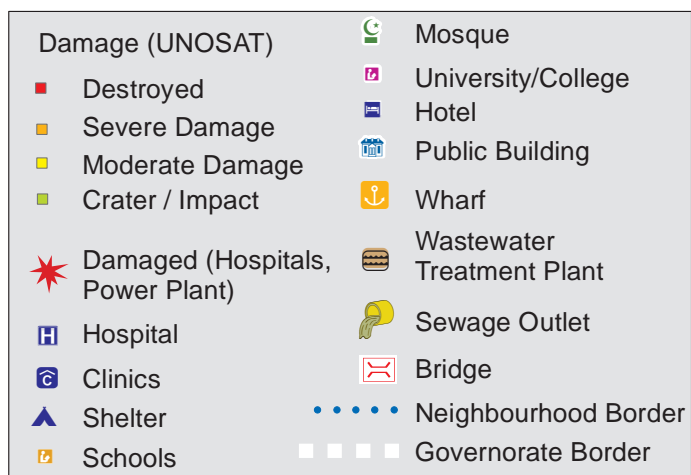 Damage (UNOSAT)
Destroyed
Severe Damage
Moderate Damage
Crater / Impact
Damaged (Hospitals,
Power Plant)
H
Hospital
C
Clinics
Shelter
Schools
Mosque
University/College
Hotel
Public Building
Wharf
Wastewater
Treatment Plant
Sewage Outlet
Bridge
Neighbourhood Border
Governorate Border